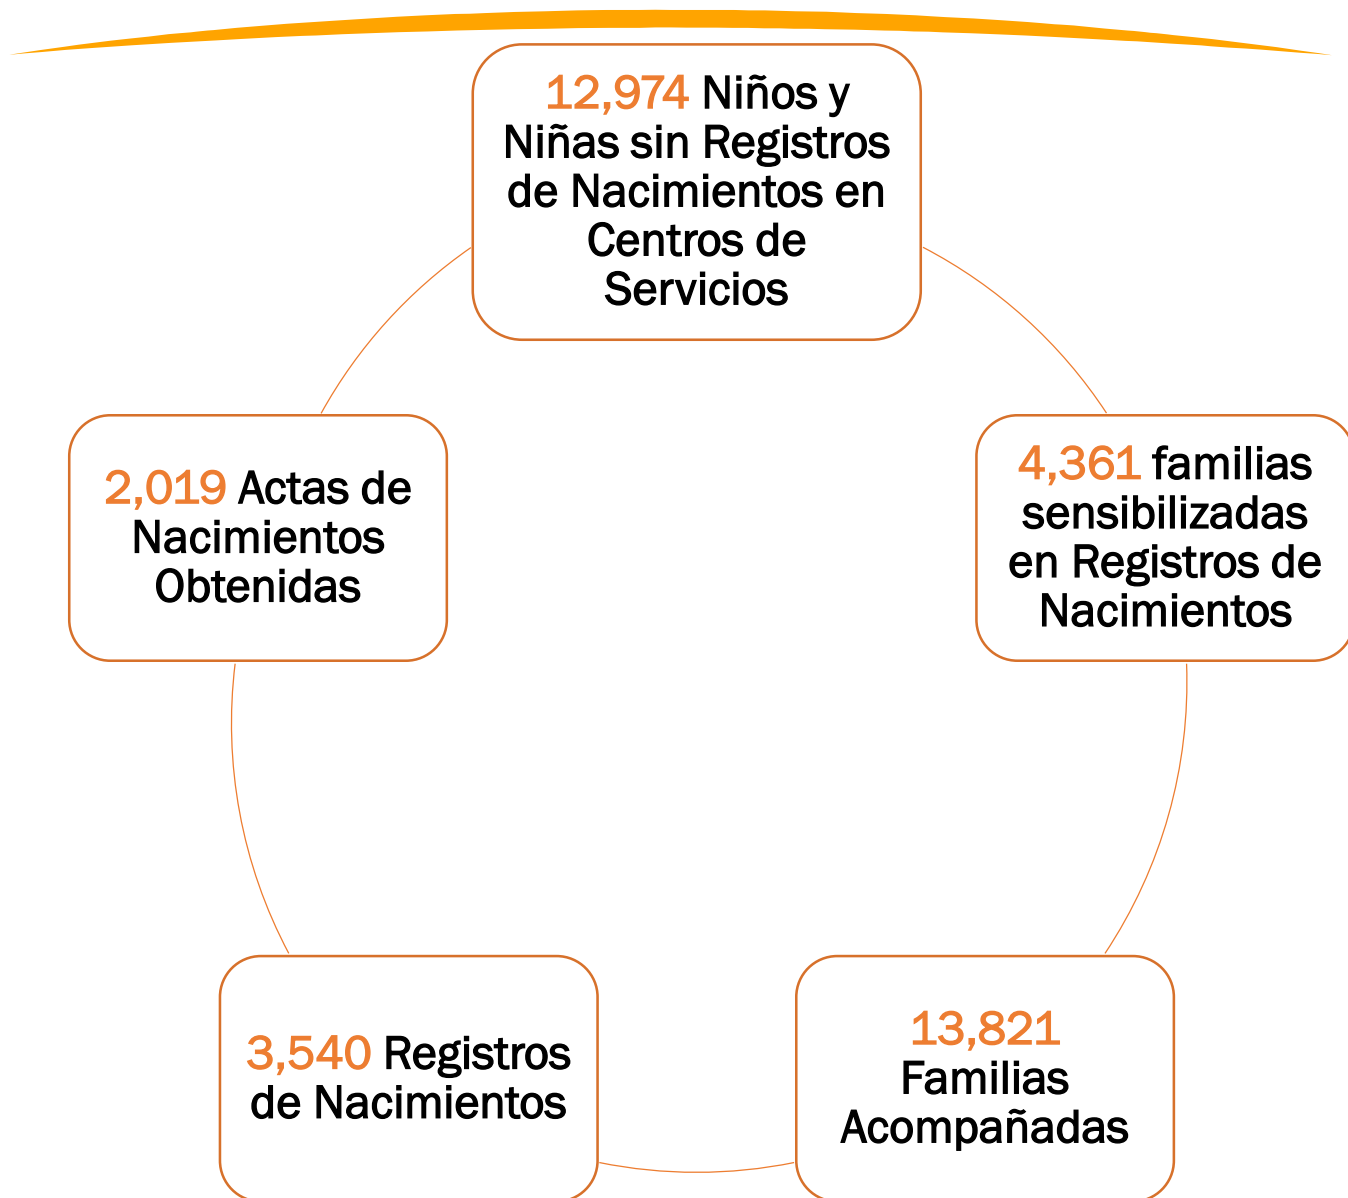 12,974 Niños y
Niñas sin Registros
de Nacimientos en
Centros de
Servicios
4,361 familias
sensibilizadas
en Registros de
Nacimientos
13,821
Familias
Acompañadas
3,540 Registros
de Nacimientos
2,019 Actas de
Nacimientos
Obtenidas